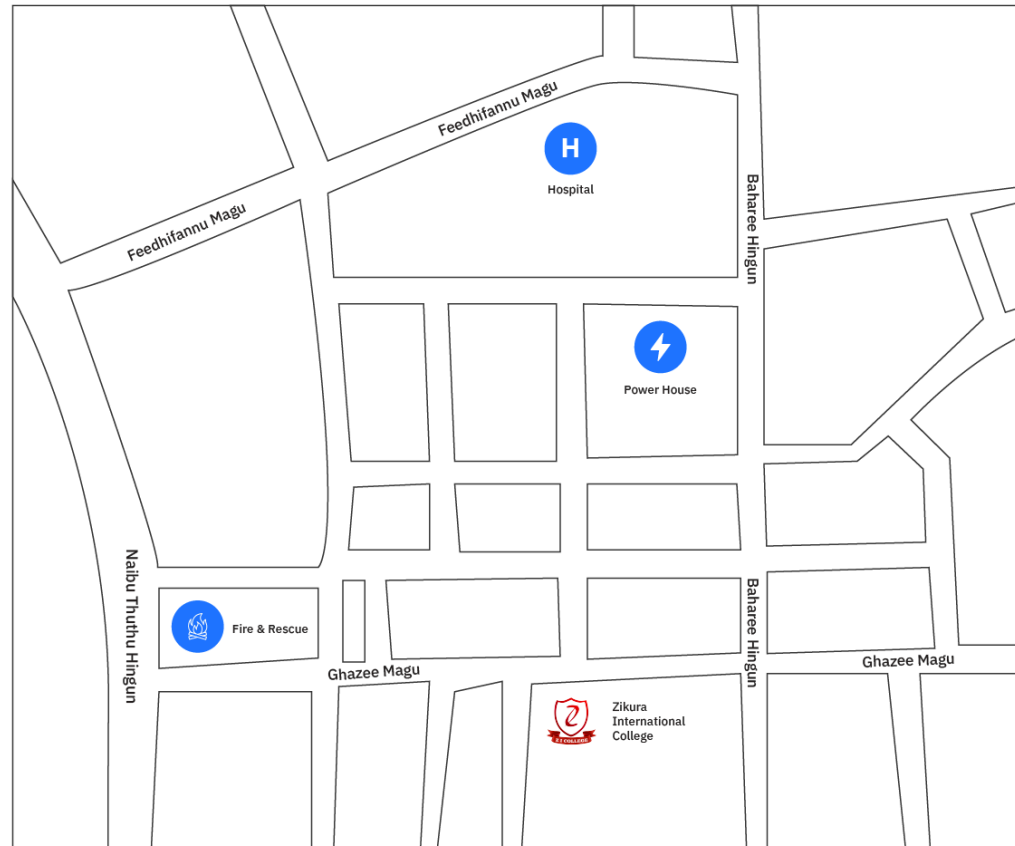 Feedhifannu Magu
H
Hospital
Baharee Hingun
Feedhifannu Magu
Power House
Naibu Thuthu Hingun
Fire & Rescue
Baharee Hingun
Ghazee Magu
Ghazee Magu
Zikura
International
College
Z I COLLEGE